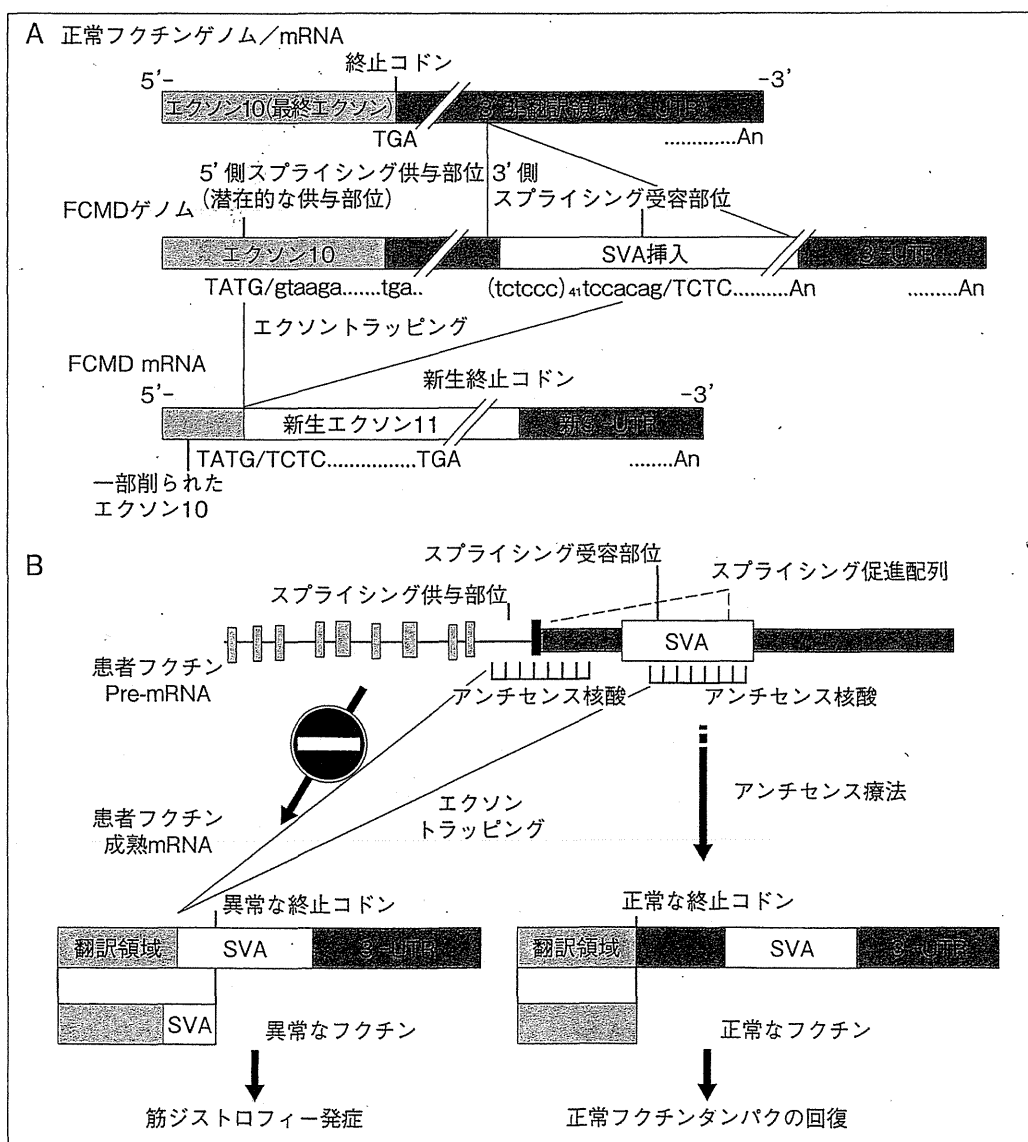 A 正常フクチンゲノム／mRNA
終止コドン
5'-
-3'
エクソン10(最終エクソン)
3'-非翻訳領域 3'-UTR
TGA
............An
5'側スプライシング供与部位
(潜在的な供与部位)
3'側
スプライシング受容部位
FCMDゲノム
エクソン10
SVA挿入
3'-UTR
TATG/gtaaga.......tga..
(tctccc)41tccacag/TCTC..........An
........An
エクソントラッピング
FCMD mRNA
新生終止コドン
5'-
-3'
新生エクソン11
新3'-UTR
TATG/TCTC................TGA
........An
一部削られた
エクソン10
B
スプライシング受容部位
スプライシング促進配列
スプライシング供与部位
SVA
患者フクチン
Pre-mRNA
アンチセンス核酸
アンチセンス核酸
エクソン
トラッピング
アンチセンス療法
患者フクチン
成熟mRNA
異常な終止コドン
正常な終止コドン
翻訳領域
SVA
3'-UTR
翻訳領域
SVA
3'-UTR
SVA
異常なフクチン
正常なフクチン
筋ジストロフィー発症
正常フクチンタンパクの回復